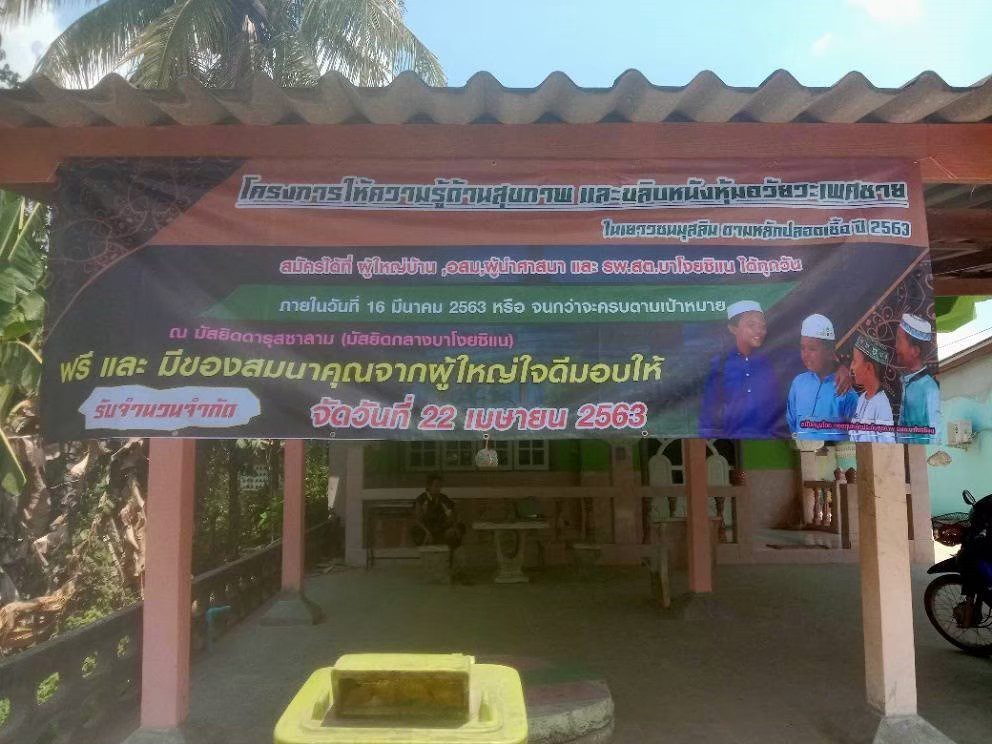 โครงการให้ความรู้ด้านสุขภาพ และขลิบหนังหุ้มอวัยวะเพศชาย
ในเยาวชนมุสลิม ตามหลักปลอดเชื้อ ปี 2563
สมัครได้ที่ ผู้ใหญ่บ้าน ,อสม,ผู้นำศาสนา และ รพ.สต.บาโงยซิแน ได้ทุกวัน
ภายในวันที่ 16 มีนาคม 2563 หรือ จนกว่าจะครบตามเป้าหมาย
ณ มัสยิดดารุสซาลาม (มัสยิดกลางบาโงยซิแน)
ฟรี และ มีของสมนาคุณจากผู้ใหญ่ใจดีมอบให้
รับจำนวนจำกัด
จัดวันที่ 22 เมษายน 2563